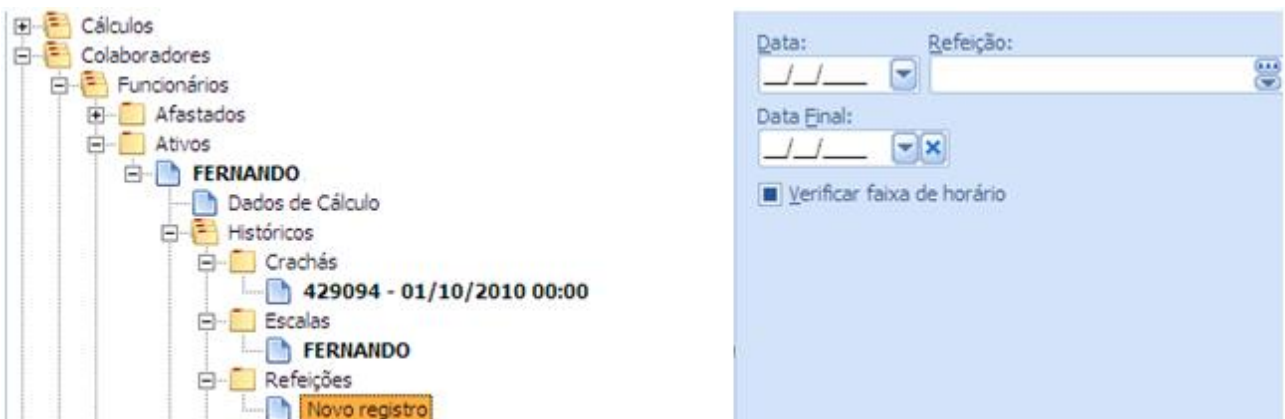 Cálculos
Colaboradores
Funcionários
Afastados
Ativos
FERNANDO
Dados de Cálculo
Históricos
Crachás
429094 - 01/10/2010 00:00
Escalas
FERNANDO
Refeições
Novo registro
Data: Refeição:
__/__/____
Data Final:
__/__/____
Verificar faixa de horário